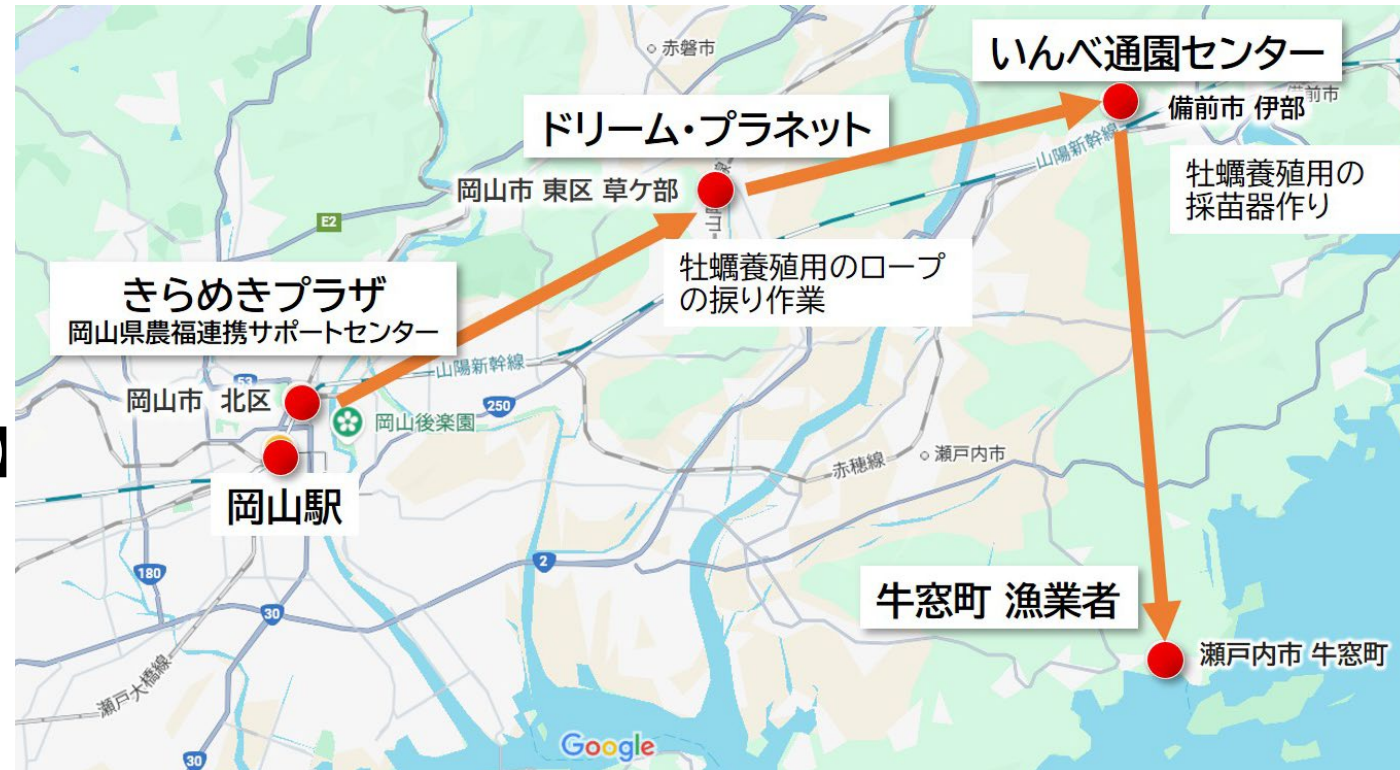 赤磐市
いんべ通園センター
備前市 伊部
備前市
ドリーム・プラネット
岡山市 東区 草ケ部
山陽新幹線
牡蠣養殖用の
採苗器作り
E2
牡蠣養殖用のロープ
の捩り作業
きらめきプラザ
岡山県農福連携サポートセンター
山陽新幹線
53
岡山市 北区
250
岡山後楽園
】
赤穂線
瀬戸内市
岡山駅
2
180
30
牛窓町 漁業者
瀬戸内市 牛窓町
瀬戸大橋線
Google
30